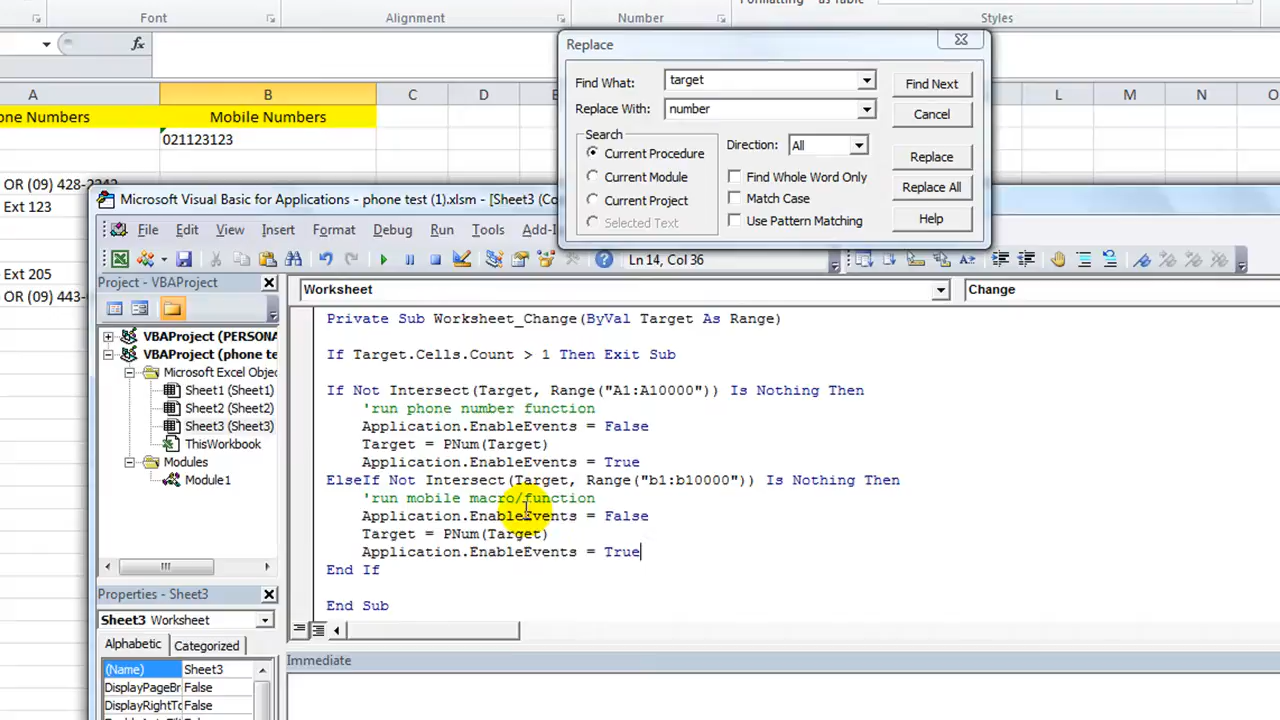 Formatting as Table
Font Alignment Number Styles
fx
A B C D E L M N O
one Numbers Mobile Numbers
021123123
OR (09) 428-2242
Ext 123
Ext 205
OR (09) 443-
Replace
Find What: target Find Next
Replace With: number Cancel
Search Direction: All
Current Procedure Replace
Current Module Find Whole Word Only Replace All
Current Project Match Case
Selected Text Use Pattern Matching Help
Microsoft Visual Basic for Applications - phone test (1).xlsm - [Sheet3 (Co
File Edit View Insert Format Debug Run Tools Add-I
Ln 14, Col 36
Project - VBAProject
VBAProject (PERSONA
VBAProject (phone te
Microsoft Excel Objec
Sheet1 (Sheet1)
Sheet2 (Sheet2)
Sheet3 (Sheet3)
ThisWorkbook
Modules
Module1
Properties - Sheet3
Sheet3 Worksheet
Alphabetic Categorized
(Name) Sheet3
DisplayPageBr False
DisplayRightTo False
Worksheet Change
Private Sub Worksheet_Change(ByVal Target As Range)
If Target.Cells.Count > 1 Then Exit Sub
If Not Intersect(Target, Range("A1:A10000")) Is Nothing Then
'run phone number function
Application.EnableEvents = False
Target = PNum(Target)
Application.EnableEvents = True
ElseIf Not Intersect(Target, Range("b1:b10000")) Is Nothing Then
'run mobile macro/function
Application.EnableEvents = False
Target = PNum(Target)
Application.EnableEvents = True
End If
End Sub
Immediate